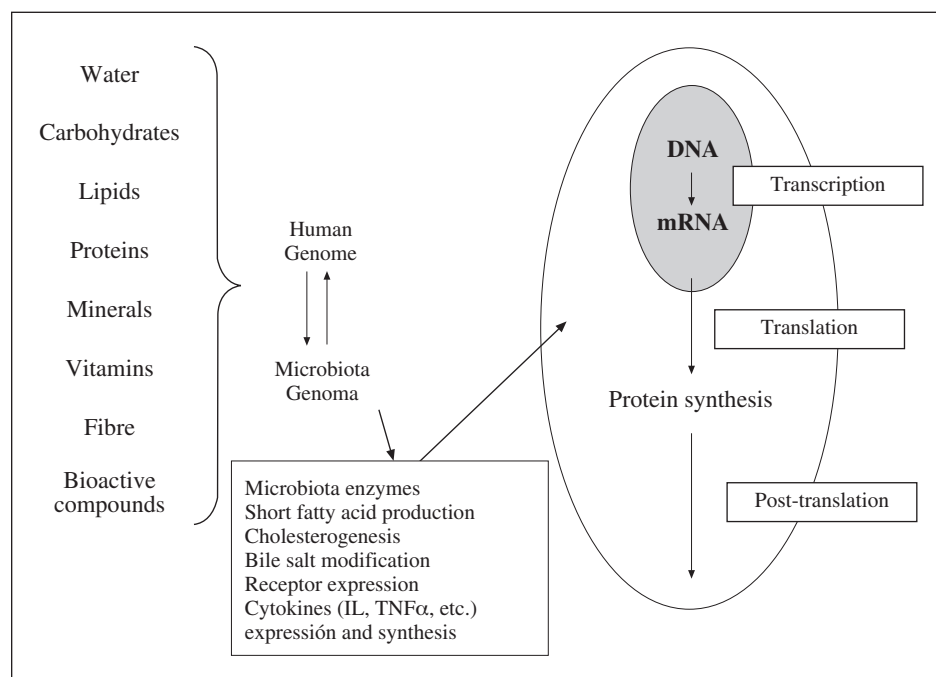 Water
Carbohydrates
Lipids
Proteins
Minerals
Vitamins
Fibre
Bioactive
compounds
Human
Genome
Microbiota
Genoma
Microbiota enzymes
Short fatty acid production
Cholesterogenesis
Bile salt modification
Receptor expression
Cytokines (IL, TNFα, etc.)
expressión and synthesis
DNA
mRNA
Transcription
Translation
Protein synthesis
Post-translation